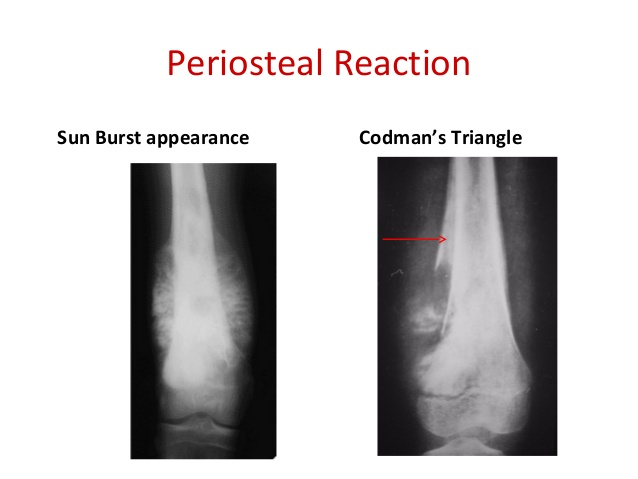 Periosteal Reaction
Sun Burst appearance
Codman’s Triangle